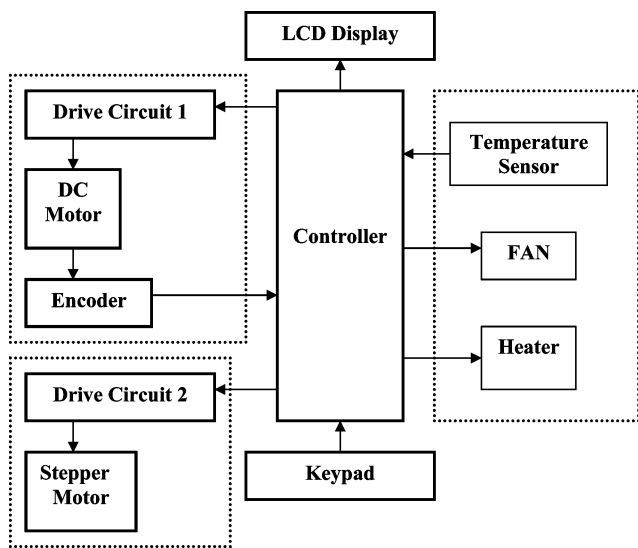 LCD Display
Drive Circuit 1
DC
Motor
Encoder
Controller
Temperature
Sensor
FAN
Heater
Drive Circuit 2
Stepper
Motor
Keypad